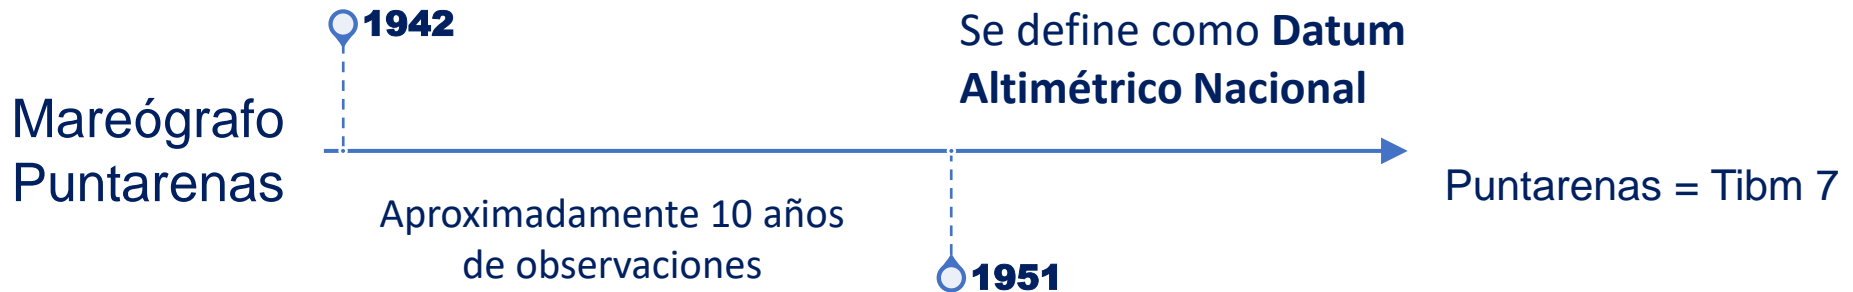 1942
Se define como Datum
Altimétrico Nacional
Mareógrafo
Puntarenas
Puntarenas = Tibm 7
Aproximadamente 10 años
de observaciones
1951